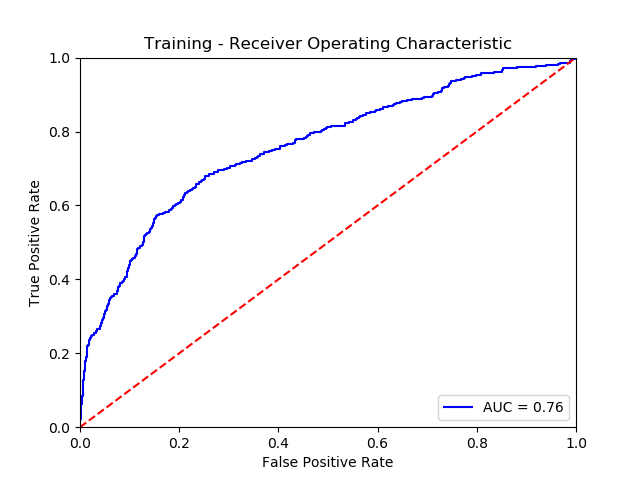 Training - Receiver Operating Characteristic
1.0
0.8
0.6
0.4
0.2
0.0
True Positive Rate
AUC = 0.76
0.0 0.2 0.4 0.6 0.8 1.0
False Positive Rate